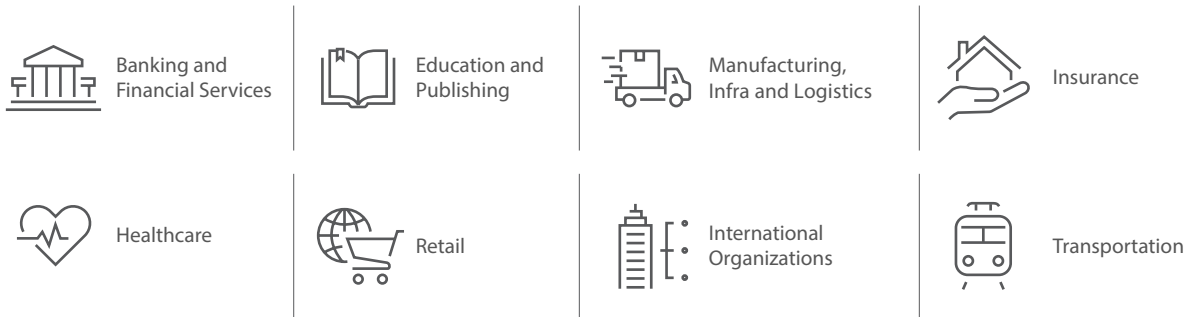 Banking and
Financial Services
Education and
Publishing
Manufacturing,
Infra and Logistics
Insurance
Healthcare
Retail
International
Organizations
Transportation